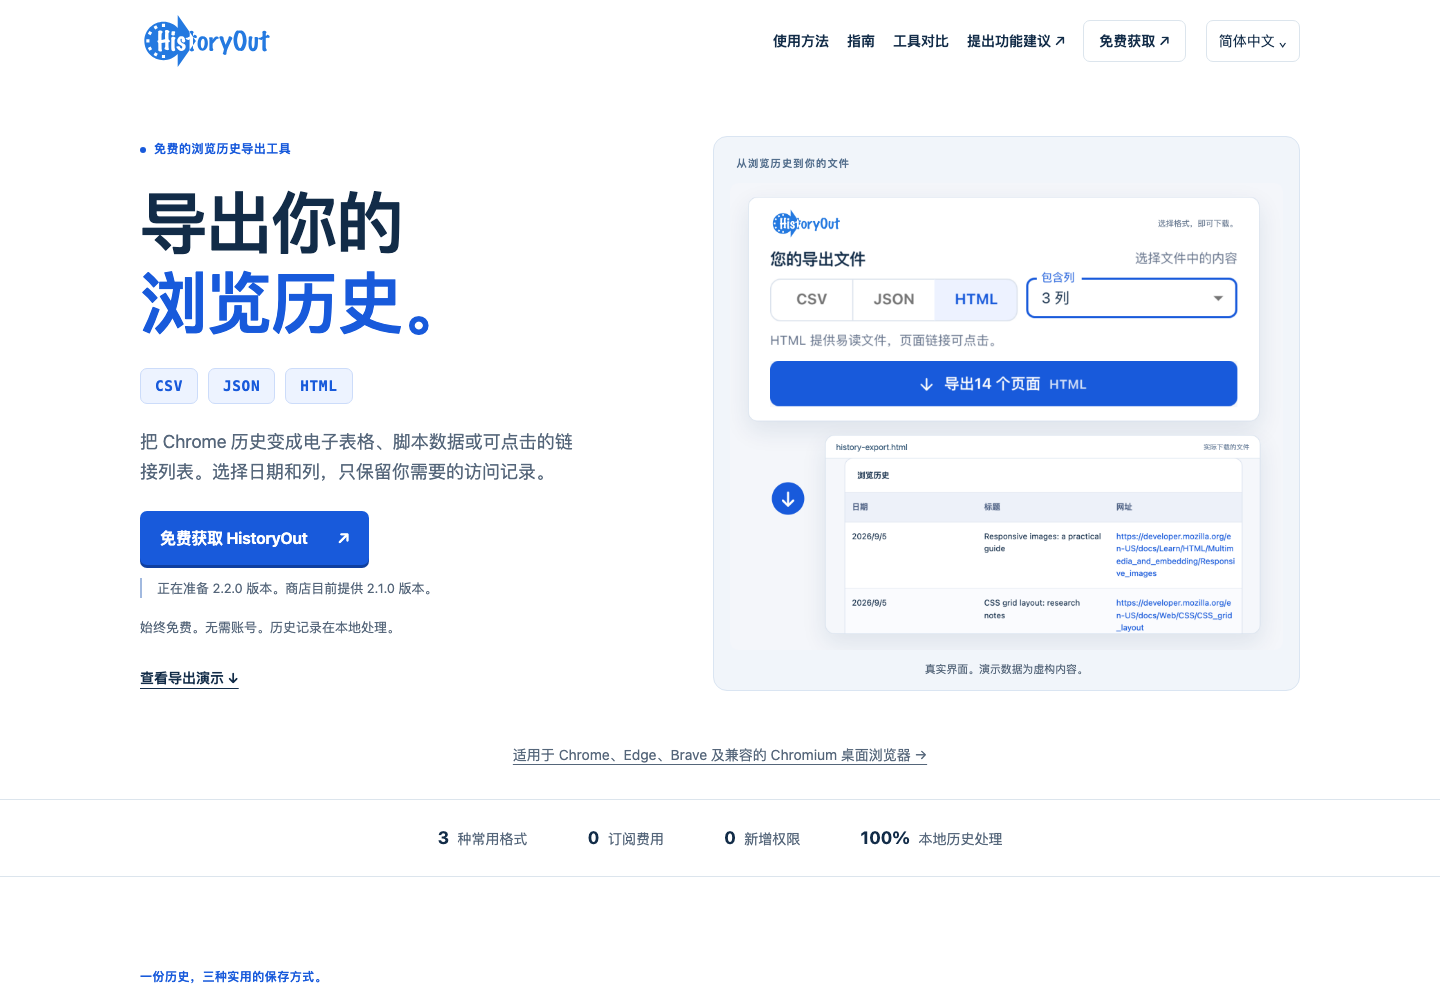 HistoryOut
使用方法
指南
工具对比
提出功能建议 ↗
免费获取 ↗
简体中文
免费的浏览历史导出工具
导出你的
浏览历史。
CSV
JSON
HTML
把 Chrome 历史变成电子表格、脚本数据或可点击的链
接列表。选择日期和列，只保留你需要的访问记录。
免费获取 HistoryOut ↗
正在准备 2.2.0 版本。商店目前提供 2.1.0 版本。
始终免费。无需账号。历史记录在本地处理。
查看导出演示 ↓
从浏览历史到你的文件
HistoryOut
选择格式，即可下载。
您的导出文件
选择文件中的内容
CSV
JSON
HTML
包含列
3 列
HTML 提供易读文件，页面链接可点击。
↓ 导出14 个页面 HTML
history-export.html
实际下载的文件
浏览历史
日期
标题
网址
2026/9/5
Responsive images: a practical
guide
https://developer.mozilla.org/e
n-US/docs/Learn/HTML/Multim
edia_and_embedding/Responsi
ve_images
2026/9/5
CSS grid layout: research
notes
https://developer.mozilla.org/e
n-US/docs/Web/CSS/CSS_grid
_layout
真实界面。演示数据为虚构内容。
适用于 Chrome、Edge、Brave 及兼容的 Chromium 桌面浏览器 →
3 种常用格式
0 订阅费用
0 新增权限
100% 本地历史处理
一份历史，三种实用的保存方式。